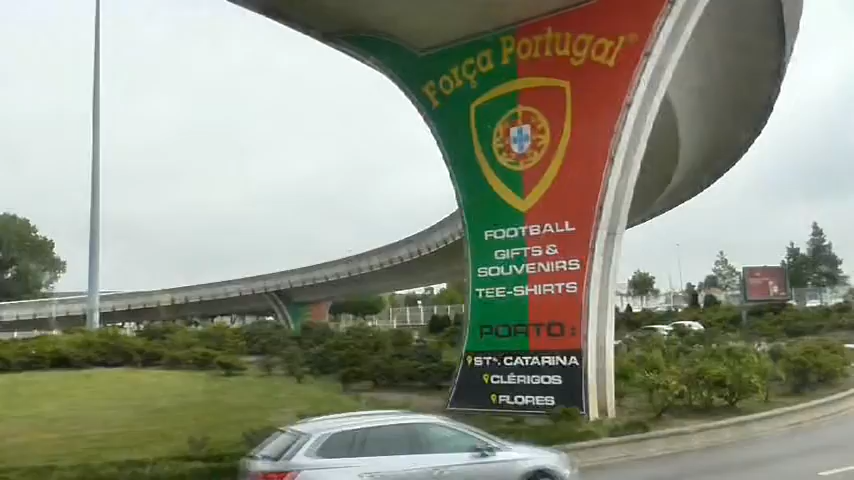 Força Portugal
FOOTBALL
GIFTS &
SOUVENIRS
TEE-SHIRTS
PORTO:
STA. CATARINA
CLÉRIGOS
FLORES